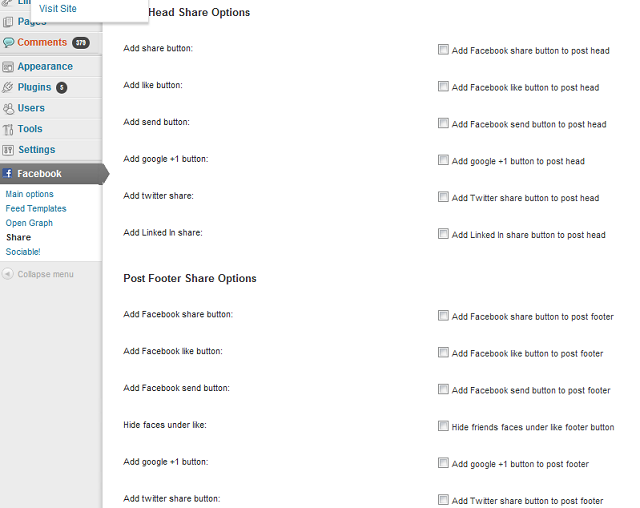 Visit Site
Pages
Comments 379
Appearance
Plugins 5
Users
Tools
Settings
Facebook
Main options
Feed Templates
Open Graph
Share
Sociable!
Collapse menu
Head Share Options
Add share button:
Add Facebook share button to post head
Add like button:
Add Facebook like button to post head
Add send button:
Add Facebook send button to post head
Add google +1 button:
Add google +1 button to post head
Add twitter share:
Add Twitter share button to post head
Add Linked In share:
Add Linked In share button to post head
Post Footer Share Options
Add Facebook share button:
Add Facebook share button to post footer
Add Facebook like button:
Add Facebook like button to post footer
Add Facebook send button:
Add Facebook send button to post footer
Hide faces under like:
Hide friends faces under like footer button
Add google +1 button:
Add google +1 button to post footer
Add twitter share button:
Add Twitter share button to post footer